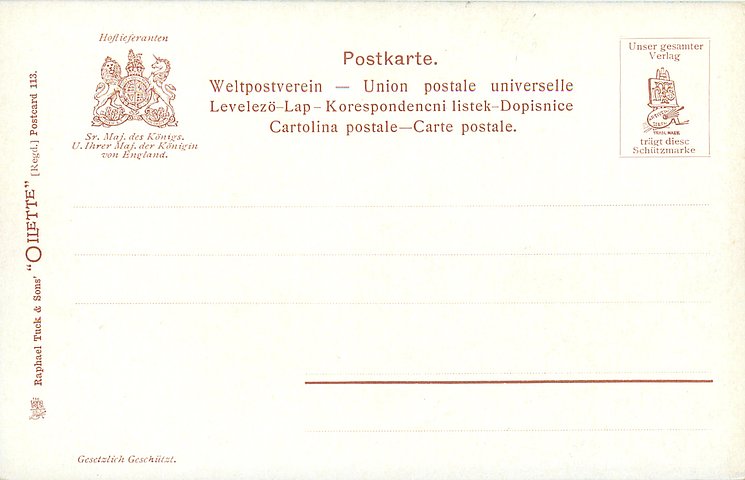 Hoflieferanten
Sr. Maj. des Königs.
U. Ihrer Maj. der Königin
von England.
Postkarte.
Weltpostverein — Union postale universelle
Levelezö-Lap – Korespondencni listek-Dopisnice
Cartolina postale—Carte postale.
Unser gesamter
Verlag
TRADE MARK
trägt diese
Schützmarke
Raphael Tuck & Sons' "OILETTE" [Regd.] Postcard 113.
Gesetzlich Geschützt.